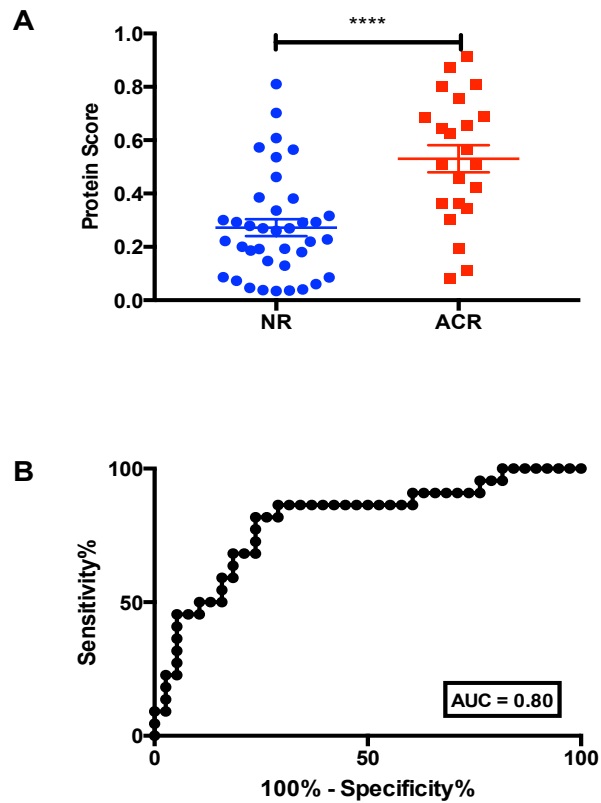 A
****
Protein Score
1.0
0.8
0.6
0.4
0.2
0.0
NR
ACR
B
Sensitivity%
100
50
0
AUC = 0.80
0
50
100
100% - Specificity%